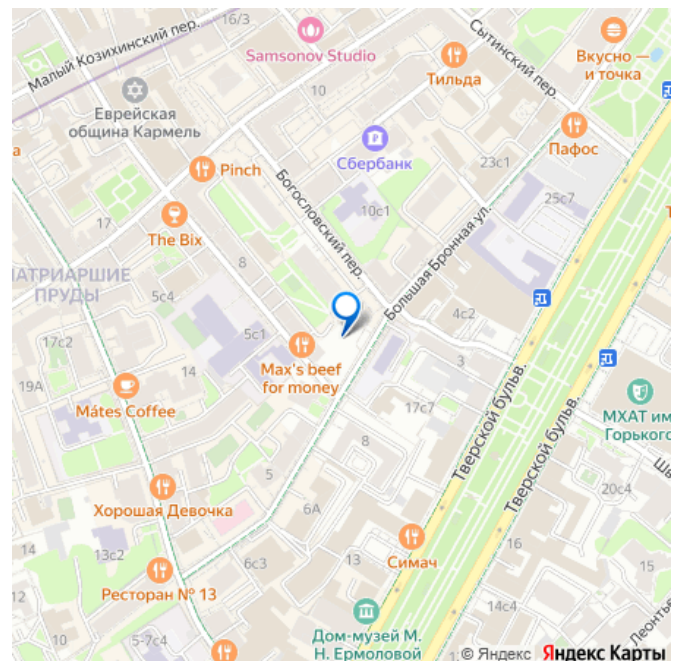 16/3
Малый Козихинский пер.
Samsonov Studio
Сытинский пер.
Вкусно —
и точка
Тильда
10
Еврейская
община Кармель
Сбербанк
Пафос
23с1
Pinch
17
The Bix
Богословский пер.
10с1
25с7
Большая Бронная ул.
8
ПАТРИАРШИЕ
ПРУДЫ
5с4
4с2
17с2
5с1
3
Max's beef
for money
19А
14
Mátes Coffee
17с7
Тверской бульв.
Тверской бульв.
МХАТ им
Горького
8
5
Хорошая Девочка
6А
20с4
14
13с2
Симач
16
6с3
13
15
Ресторан № 13
14с4
12
5-7с4
Дом-музей М.
Н. Ермоловой
Леонтье
© Яндекс Яндекс Карты